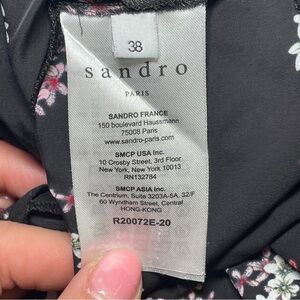 38
sandro
PARIS
SANDRO FRANCE
150 boulevard Haussmann
75008 Paris
www.sandro-paris.com
SMCP USA Inc.
10 Crosby Street, 3rd Floor
New York, New York 10013
RN132784
SMCP ASIA Inc.
The Centrium, Suite 3203A-5A, 32/F
60 Wyndham Street, Central
HONG-KONG
R20072E-20